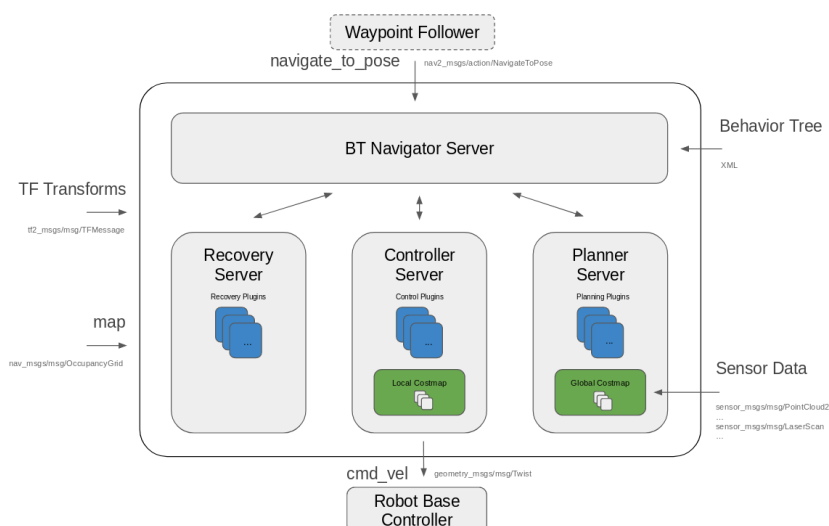 Waypoint Follower
navigate_to_pose
nav2_msgs/action/NavigateToPose
BT Navigator Server
Behavior Tree
XML
TF Transforms
tf2_msgs/msg/TFMessage
Recovery
Server
Recovery Plugins
...
Controller
Server
Control Plugins
...
Local Costmap
Planner
Server
Planning Plugins
...
Global Costmap
map
nav_msgs/msg/OccupancyGrid
Sensor Data
sensor_msgs/msg/PointCloud2
...
sensor_msgs/msg/LaserScan
...
cmd_vel
geometry_msgs/msg/Twist
Robot Base
Controller